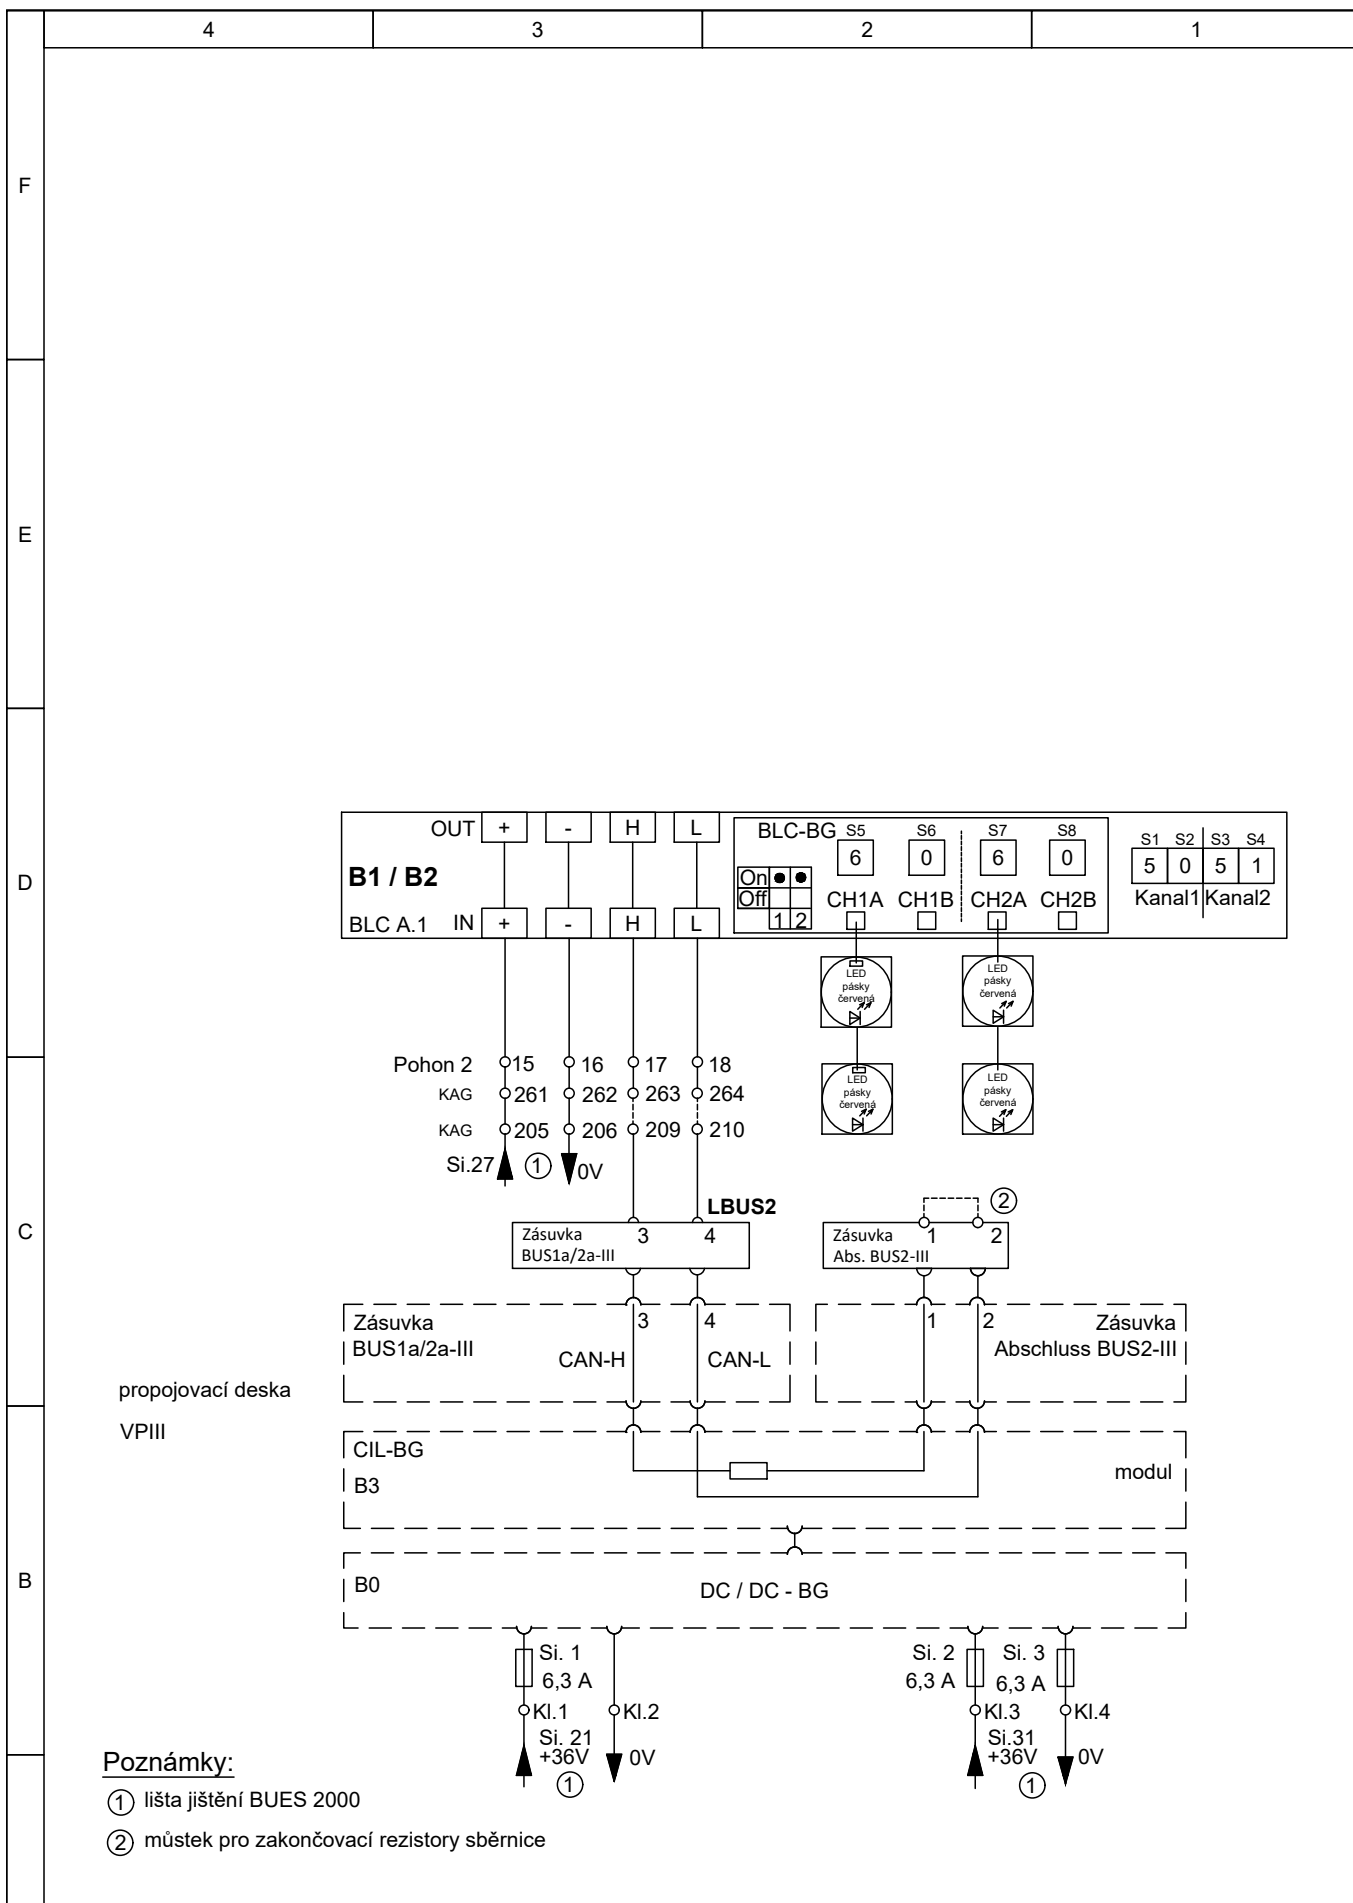 4 3 2 1
F
E
D
C
B
OUT + - H L
B1 / B2
BLC A.1 IN + - H L
BLC-BG S5 S6 S7 S8
6 0 6 0
On
Off
1 2
CH1A CH1B CH2A CH2B
S1 S2 S3 S4
5 0 5 1
Kanal1 Kanal2
LED
pásky
červená
LED
pásky
červená
LED
pásky
červená
LED
pásky
červená
Pohon 2 15 16 17 18
KAG 261 262 263 264
KAG 205 206 209 210
Si.27 1 0V
LBUS2
Zásuvka 3 4
BUS1a/2a-III
2
Zásuvka 1 2
Abs. BUS2-III
Zásuvka 3 4
BUS1a/2a-III
CAN-H CAN-L
1 2 Zásuvka
Abschluss BUS2-III
propojovací deska
VPIII
CIL-BG
B3
modul
B0
DC / DC - BG
Si. 1
6,3 A
Kl.1 Kl.2
Si. 21
+36V 0V
1
Si. 2 Si. 3
6,3 A 6,3 A
Kl.3 Kl.4
Si.31
+36V 0V
1
Poznámky:
1 lišta jištění BUES 2000
2 můstek pro zakončovací rezistory sběrnice